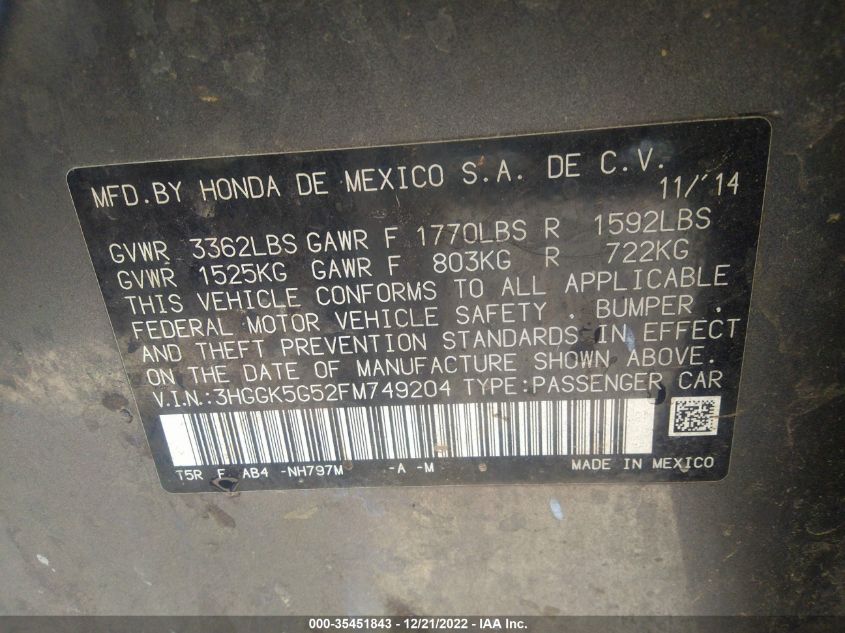 MFD.BY HONDA DE MEXICO S.A. DE C.V.
11/'14
GVWR 3362LBS GAWR F 1770LBS R 1592LBS
GVWR 1525KG GAWR F 803KG R 722KG
THIS VEHICLE CONFORMS TO ALL APPLICABLE
FEDERAL MOTOR VEHICLE SAFETY . BUMPER .
AND THEFT PREVENTION STANDARDS IN EFFECT
ON THE DATE OF MANUFACTURE SHOWN ABOVE.
V.I.N.:3HGGK5G52FM749204 TYPE:PASSENGER CAR
T5R F AB4 -NH797M -A -M MADE IN MEXICO
000-35451843 - 12/21/2022 - IAA Inc.